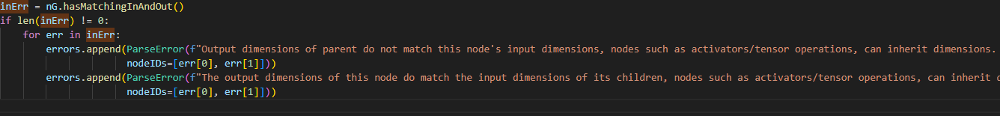 inErr = nG.hasMatchingInAndOut()
if len(inErr) != 0:
    for err in inErr:
        errors.append(ParseError(f"Output dimensions of parent do not match this node's input dimensions, nodes such as activators/tensor operations, can inherit dimensions.
                      nodeIDs=[err[0], err[1]]))
        errors.append(ParseError(f"The output dimensions of this node do match the input dimensions of its children, nodes such as activators/tensor operations, can inherit
                      nodeIDs=[err[0], err[1]]))